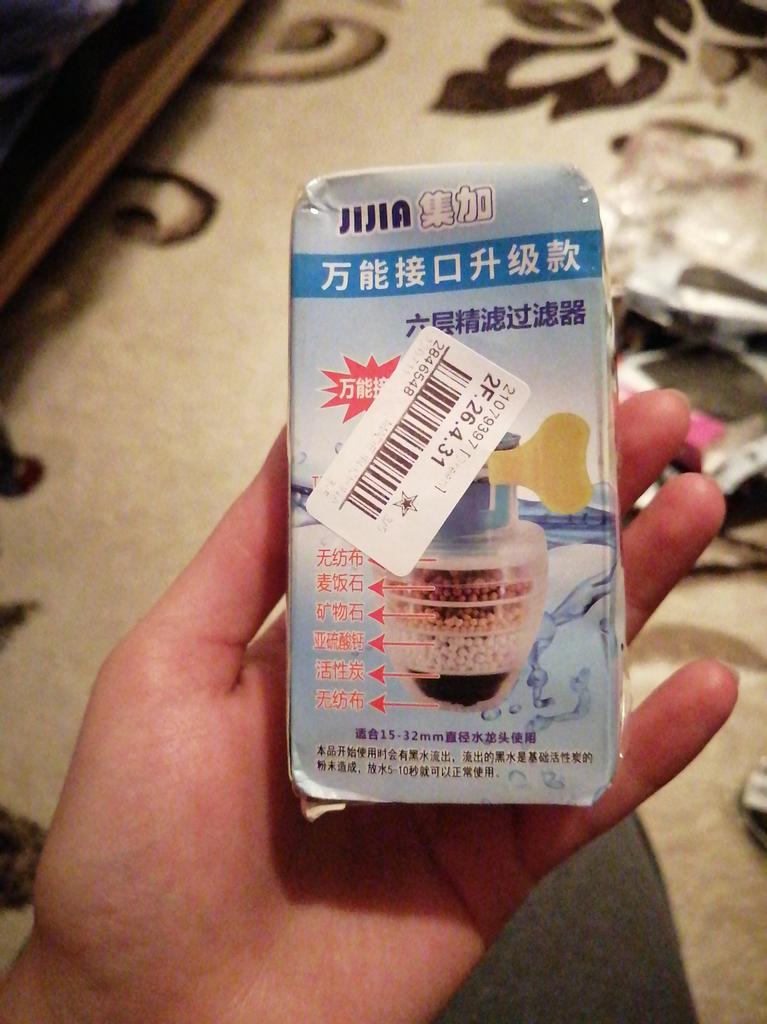 JIJIA 集加
万能接口升级款
六层精滤过滤器
万能接
28465548
21079397
2F.26.4.31
无纺布
麦饭石
矿物石
亚硫酸钙
活性炭
无纺布
适合15-32mm直径水龙头使用
本品开始使用时会有黑水流出，流出的黑水是基础活性炭的
粉末造成，放水5-10秒就可以正常使用。